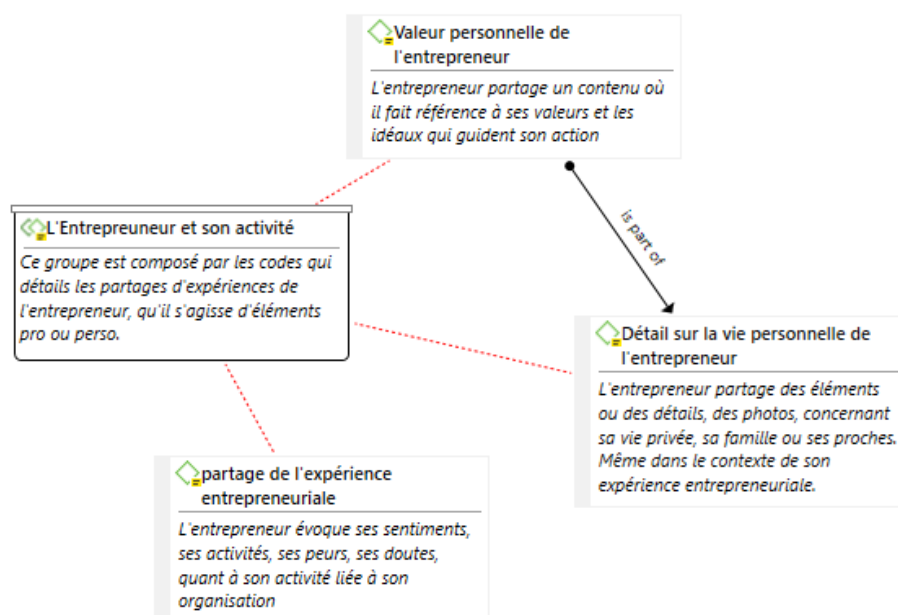 Valeur personnelle de
l'entrepreneur
L'entrepreneur partage un contenu où
il fait référence à ses valeurs et les
idéaux qui guident son action
L'Entrepreuneur et son activité
Ce groupe est composé par les codes qui
détails les partages d'expériences de
l'entrepreneur, qu'il s'agisse d'éléments
pro ou perso.
is part of
Détail sur la vie personnelle de
l'entrepreneur
L'entrepreneur partage des éléments
ou des détails, des photos, concernant
sa vie privée, sa famille ou ses proches.
Même dans le contexte de son
expérience entrepreneuriale.
partage de l'expérience
entrepreneuriale
L'entrepreneur évoque ses sentiments,
ses activités, ses peurs, ses doutes,
quant à son activité liée à son
organisation